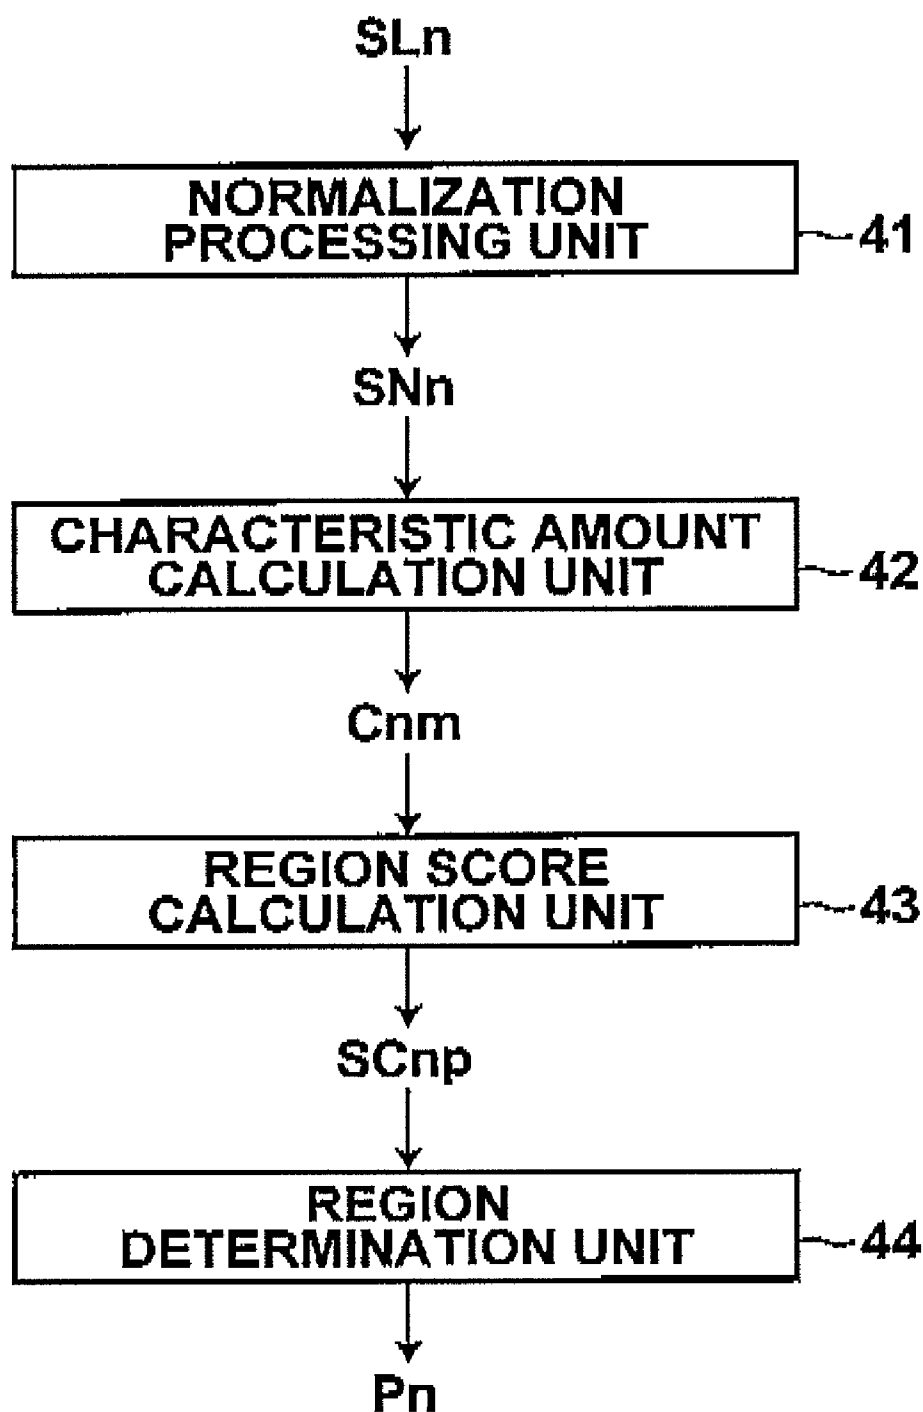 SLn
NORMALIZATION
PROCESSING UNIT
41
SNn
CHARACTERISTIC AMOUNT
CALCULATION UNIT
42
Cnm
REGION SCORE
CALCULATION UNIT
43
SCnp
REGION
DETERMINATION UNIT
44
Pn